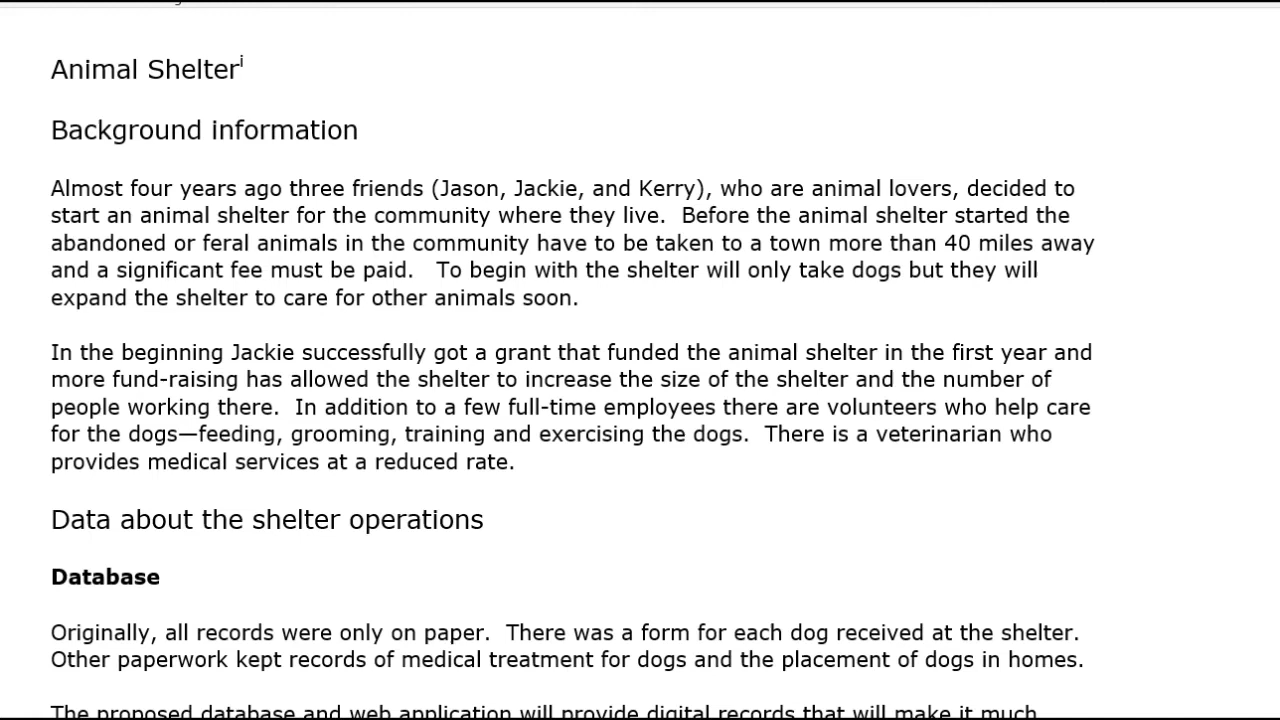 Animal Shelterⁱ
Background information
Almost four years ago three friends (Jason, Jackie, and Kerry), who are animal lovers, decided to
start an animal shelter for the community where they live.  Before the animal shelter started the
abandoned or feral animals in the community have to be taken to a town more than 40 miles away
and a significant fee must be paid.   To begin with the shelter will only take dogs but they will
expand the shelter to care for other animals soon.
In the beginning Jackie successfully got a grant that funded the animal shelter in the first year and
more fund-raising has allowed the shelter to increase the size of the shelter and the number of
people working there.  In addition to a few full-time employees there are volunteers who help care
for the dogs—feeding, grooming, training and exercising the dogs.  There is a veterinarian who
provides medical services at a reduced rate.
Data about the shelter operations
Database
Originally, all records were only on paper.  There was a form for each dog received at the shelter.
Other paperwork kept records of medical treatment for dogs and the placement of dogs in homes.
The proposed database and web application will provide digital records that will make it much